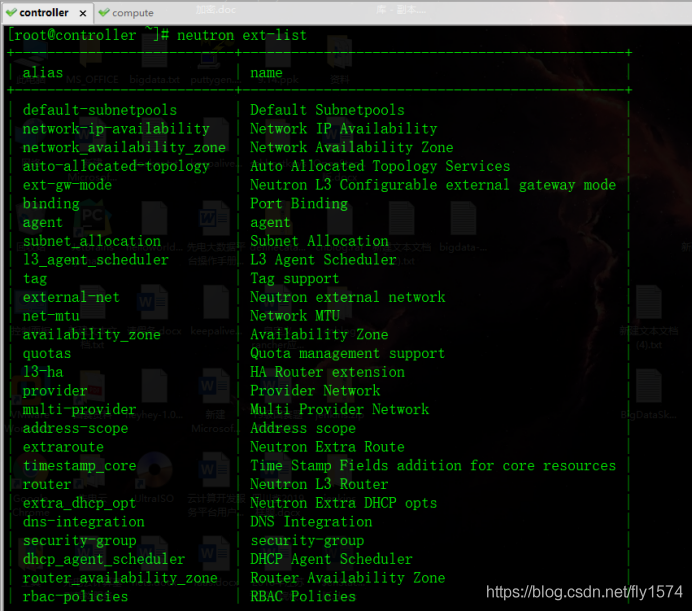 controller × compute
[root@controller ~]# neutron ext-list
+---------------------------+-----------------------------------------------+
| alias | name |
+---------------------------+-----------------------------------------------+
| default-subnetpools | Default Subnetpools |
| network-ip-availability | Network IP Availability |
| network_availability_zone | Network Availability Zone |
| auto-allocated-topology | Auto Allocated Topology Services |
| ext-gw-mode | Neutron L3 Configurable external gateway mode |
| binding | Port Binding |
| agent | agent |
| subnet_allocation | Subnet Allocation |
| l3_agent_scheduler | L3 Agent Scheduler |
| tag | Tag support |
| external-net | Neutron external network |
| net-mtu | Network MTU |
| availability_zone | Availability Zone |
| quotas | Quota management support |
| l3-ha | HA Router extension |
| provider | Provider Network |
| multi-provider | Multi Provider Network |
| address-scope | Address scope |
| extraroute | Neutron Extra Route |
| timestamp_core | Time Stamp Fields addition for core resources |
| router | Neutron L3 Router |
| extra_dhcp_opt | Neutron Extra DHCP opts |
| dns-integration | DNS Integration |
| security-group | security-group |
| dhcp_agent_scheduler | DHCP Agent Scheduler |
| router_availability_zone | Router Availability Zone |
| rbac-policies | RBAC Policies |
https://blog.csdn.net/fly1574